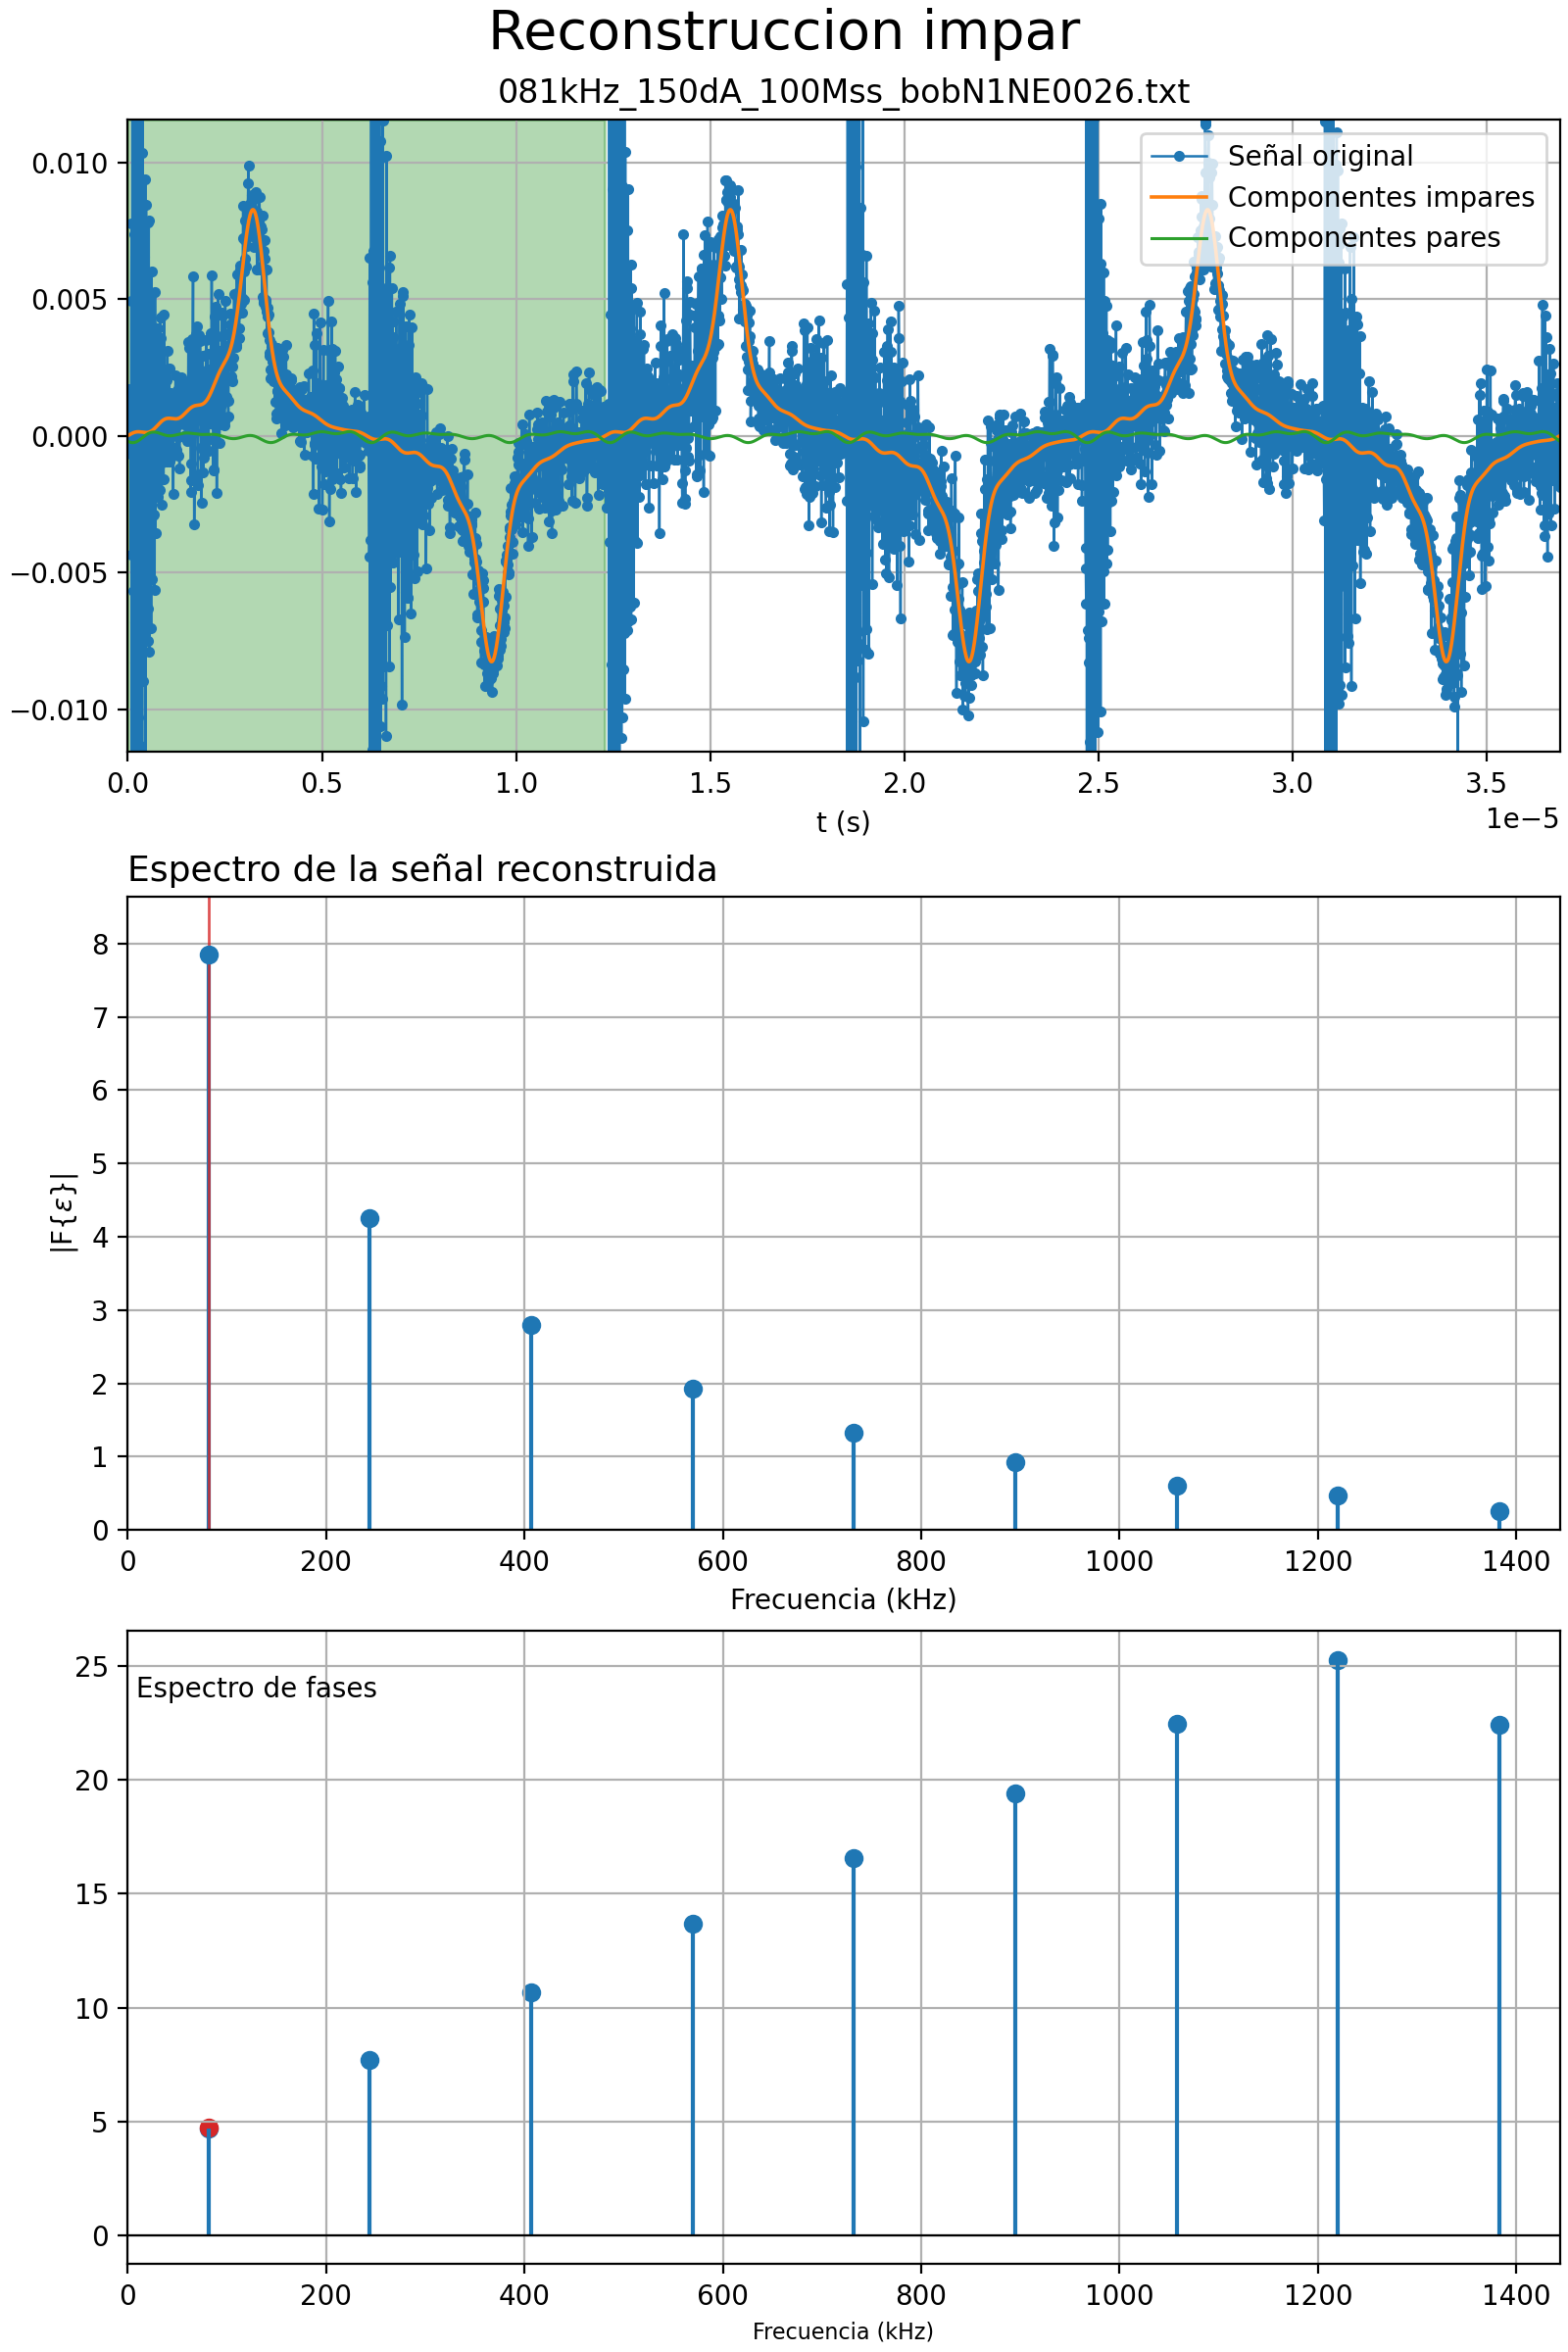 Reconstruccion impar
081kHz_150dA_100Mss_bobN1NE0026.txt
0.010
0.005
0.000
−0.005
−0.010
Señal original
Componentes impares
Componentes pares
0.0 0.5 1.0 1.5 2.0 2.5 3.0 3.5
t (s)
1e−5
Espectro de la señal reconstruida
8
7
6
5
4
3
2
1
0
|F{ε}|
0 200 400 600 800 1000 1200 1400
Frecuencia (kHz)
25
20
15
10
5
0
Espectro de fases
0 200 400 600 800 1000 1200 1400
Frecuencia (kHz)